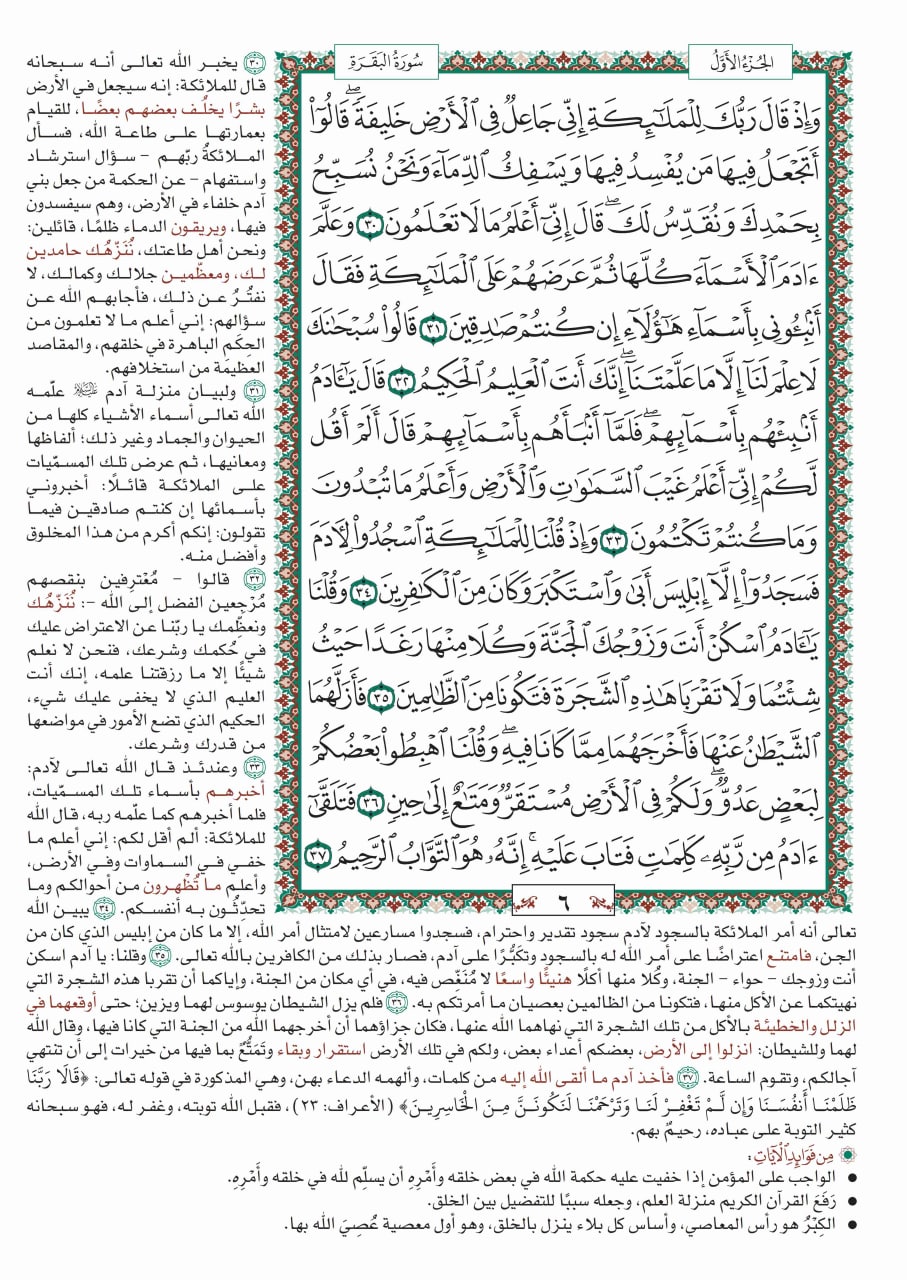 الجُزْءُ الأَوَّلُ
سُورَةُ البَقَرَةِ
وَإِذْ قَالَ رَبُّكَ لِلْمَلَٰٓئِكَةِ إِنِّي جَاعِلٌ فِي ٱلْأَرْضِ خَلِيفَةً ۖ قَالُوٓا۟
أَتَجْعَلُ فِيهَا مَن يُفْسِدُ فِيهَا وَيَسْفِكُ ٱلدِّمَآءَ وَنَحْنُ نُسَبِّحُ
بِحَمْدِكَ وَنُقَدِّسُ لَكَ ۖ قَالَ إِنِّيٓ أَعْلَمُ مَا لَا تَعْلَمُونَ ٣٠ وَعَلَّمَ
ءَادَمَ ٱلْأَسْمَآءَ كُلَّهَا ثُمَّ عَرَضَهُمْ عَلَى ٱلْمَلَٰٓئِكَةِ فَقَالَ
أَنۢبِـُٔونِي بِأَسْمَآءِ هَٰٓؤُلَآءِ إِن كُنتُمْ صَٰدِقِينَ ٣١ قَالُوا۟ سُبْحَٰنَكَ
لَا عِلْمَ لَنَآ إِلَّا مَا عَلَّمْتَنَآ ۖ إِنَّكَ أَنتَ ٱلْعَلِيمُ ٱلْحَكِيمُ ٣٢ قَالَ يَٰٓـَٔادَمُ
أَنۢبِئْهُم بِأَسْمَآئِهِمْ ۖ فَلَمَّآ أَنۢبَأَهُم بِأَسْمَآئِهِمْ قَالَ أَلَمْ أَقُل
لَّكُمْ إِنِّيٓ أَعْلَمُ غَيْبَ ٱلسَّمَٰوَٰتِ وَٱلْأَرْضِ وَأَعْلَمُ مَا تُبْدُونَ
وَمَا كُنتُمْ تَكْتُمُونَ ٣٣ وَإِذْ قُلْنَا لِلْمَلَٰٓئِكَةِ ٱسْجُدُوا۟ لِـَٔادَمَ
فَسَجَدُوٓا۟ إِلَّآ إِبْلِيسَ أَبَىٰ وَٱسْتَكْبَرَ وَكَانَ مِنَ ٱلْكَٰفِرِينَ ٣٤ وَقُلْنَا
يَٰٓـَٔادَمُ ٱسْكُنْ أَنتَ وَزَوْجُكَ ٱلْجَنَّةَ وَكُلَا مِنْهَا رَغَدًا حَيْثُ
شِئْتُمَا وَلَا تَقْرَبَا هَٰذِهِ ٱلشَّجَرَةَ فَتَكُونَا مِنَ ٱلظَّٰلِمِينَ ٣٥ فَأَزَلَّهُمَا
ٱلشَّيْطَٰنُ عَنْهَا فَأَخْرَجَهُمَا مِمَّا كَانَا فِيهِ ۖ وَقُلْنَا ٱهْبِطُوا۟ بَعْضُكُمْ
لِبَعْضٍ عَدُوٌّ ۖ وَلَكُمْ فِي ٱلْأَرْضِ مُسْتَقَرٌّ وَمَتَٰعٌ إِلَىٰ حِينٍ ٣٦ فَتَلَقَّىٰٓ
ءَادَمُ مِن رَّبِّهِۦ كَلِمَٰتٍ فَتَابَ عَلَيْهِ ۚ إِنَّهُۥ هُوَ ٱلتَّوَّابُ ٱلرَّحِيمُ ٣٧
٦
٣٠ يخبر الله تعالى أنه سبحانه
قال للملائكة: إنه سيجعل في الأرض
بشرًا يخلُف بعضهم بعضًا، للقيام
بعمارتها على طاعة الله، فسأل
الملائكةُ ربّهم – سؤال استرشاد
واستفهام – عن الحكمة من جعل بني
آدم خلفاء في الأرض، وهم سيفسدون
فيها، ويريقون الدماء ظلمًا، قائلين:
ونحن أهل طاعتك، نُنَزّهُك حامدين
لك، ومعظّمين جلالك وكمالك، لا
نفتُرُ عن ذلك، فأجابهم الله عن
سؤالهم: إني أعلم ما لا تعلمون من
الحِكم الباهرة في خلقهم، والمقاصد
العظيمَة من استخلافهم.
٣١ ولبيان منزلة آدم عليه السلام علّمه
الله تعالى أسماء الأشياء كلها من
الحيوان والجماد وغير ذلك؛ ألفاظها
ومعانيها، ثم عرض تلك المسمّيات
على الملائكة قائلًا: أخبروني
بأسمائها إن كنتم صادقين فيما
تقولون: إنكم أكرم من هذا المخلوق
وأفضل منه.
٣٢ قالوا – مُعْترِفين بنقصهم
مُرْجِعين الفضل إلى الله –: نُنَزّهُك
ونعظِّمك يا ربّنا عن الاعتراض عليك
في حُكمك وشرعك، فنحن لا نعلم
شيئًا إلا ما رزقتنا علمه، إنك أنت
العليم الذي لا يخفى عليك شيء،
الحكيم الذي تضع الأمور في مواضعها
من قدرك وشرعك.
٣٣ وعندئذ قال الله تعالى لآدم:
أخبرهم بأسماء تلك المسمّيات،
فلما أخبرهم كما علّمه ربه، قال الله
للملائكة: ألم أقل لكم: إني أعلم ما
خفي في السماوات وفي الأرض،
وأعلم ما تُظْهرون من أحوالكم وما
تحدِّثُون به أنفسكم. ٣٤ يبين الله
تعالى أنه أمر الملائكة بالسجود لآدم سجود تقدير واحترام، فسجدوا مسارعين لامتثال أمر الله، إلا ما كان من إبليس الذي كان من
الجن، فامتنع اعتراضًا على أمر الله له بالسجود وتكبُّرًا على آدم، فصار بذلك من الكافرين بالله تعالى. ٣٥ وقلنا: يا آدم اسكن
أنت وزوجك – حواء – الجنة، وكُلا منها أكلًا هنيئًا واسعًا لا مُنَغّص فيه، في أي مكان من الجنة، وإياكما أن تقربا هذه الشجرة التي
نهيتكما عن الأكل منها، فتكونا من الظالمين بعصيان ما أمرتكم به. ٣٦ فلم يزل الشيطان يوسوس لهما ويزين؛ حتى أوقعهما في
الزلل والخطيئة بالأكل من تلك الشجرة التي نهاهما الله عنها، فكان جزاؤهما أن أخرجهما الله من الجنة التي كانا فيها، وقال الله
لهما وللشيطان: انزلوا إلى الأرض، بعضكم أعداء بعض، ولكم في تلك الأرض استقرار وبقاء وتَمَتُّعٌ بما فيها من خيرات إلى أن تنتهي
آجالكم، وتقوم الساعة. ٣٧ فأخذ آدم ما ألقى الله إليه من كلمات، وألهمه الدعاء بهن، وهي المذكورة في قوله تعالى: ﴿قَالَا رَبَّنَا
ظَلَمْنَا أَنفُسَنَا وَإِن لَّمْ تَغْفِرْ لَنَا وَتَرْحَمْنَا لَنَكُونَنَّ مِنَ الْخَاسِرِينَ﴾ (الأعراف: ٢٣)، فقبل الله توبته، وغفر له، فهو سبحانه
كثير التوبة على عباده، رحيمٌ بهم.
مِن فَوَائِدِ الْآيَاتِ:
● الواجب على المؤمن إذا خفيت عليه حكمة الله في بعض خلقه وأَمْرِه أن يسلِّم لله في خلقه وأَمْرِهِ.
● رَفَعَ القرآن الكريم منزلة العلم، وجعله سببًا للتفضيل بين الخلق.
● الكِبْرُ هو رأس المعاصي، وأساس كل بلاء ينزل بالخلق، وهو أول معصية عُصِيَ الله بها.